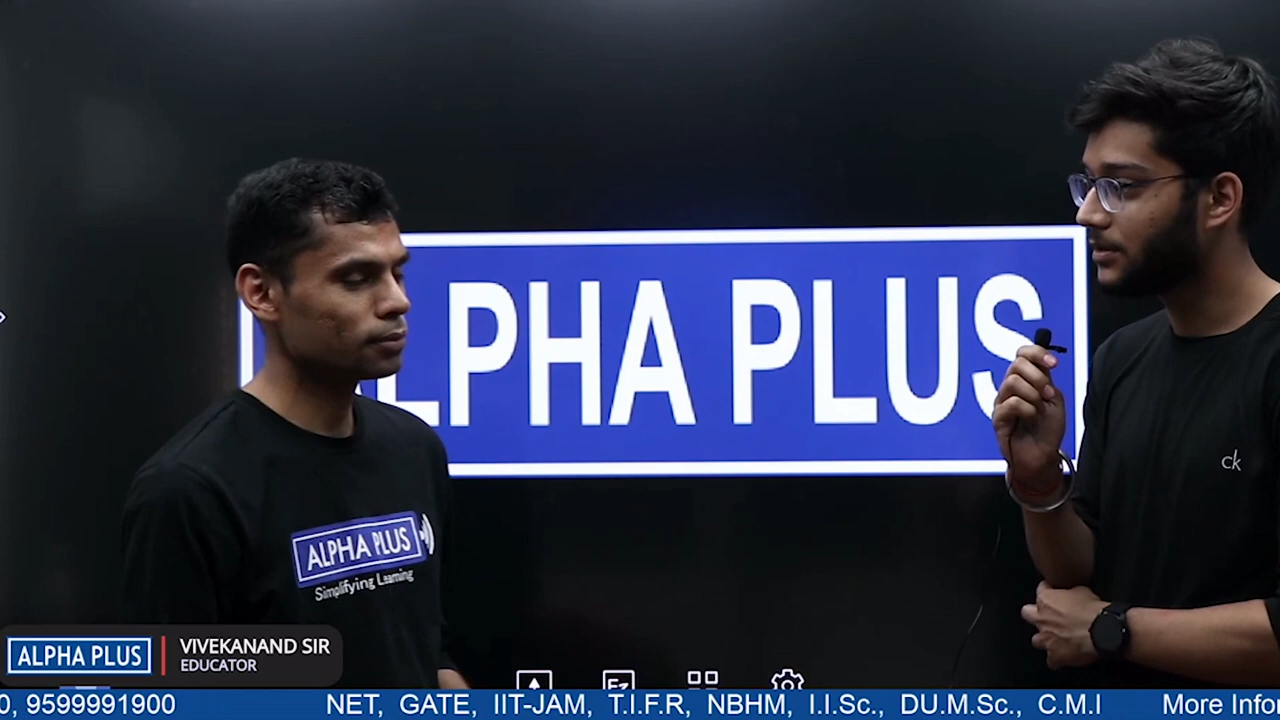 ALPHA PLUS
ck
ALPHA PLUS
Simplifying Learning
ALPHA PLUS
VIVEKANAND SIR
EDUCATOR
0, 9599991900 NET, GATE, IIT-JAM, T.I.F.R, NBHM, I.I.Sc., DU.M.Sc., C.M.I More Info